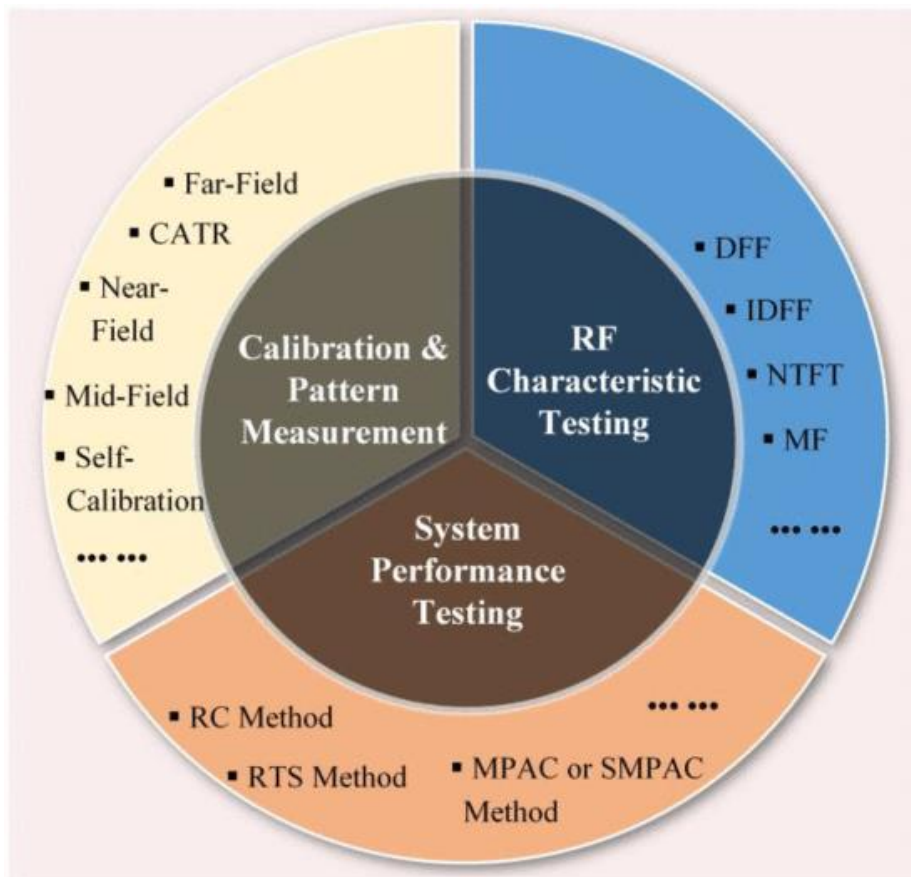 ▪ Far-Field
▪ CATR
▪ Near-
Field
▪ Mid-Field
▪ Self-
Calibration
••• •••
Calibration &
Pattern
Measurement
RF
Characteristic
Testing
▪ DFF
▪ IDFF
▪ NTFT
▪ MF
••• •••
System
Performance
Testing
▪ RC Method
▪ RTS Method
▪ MPAC or SMPAC
Method
••• •••